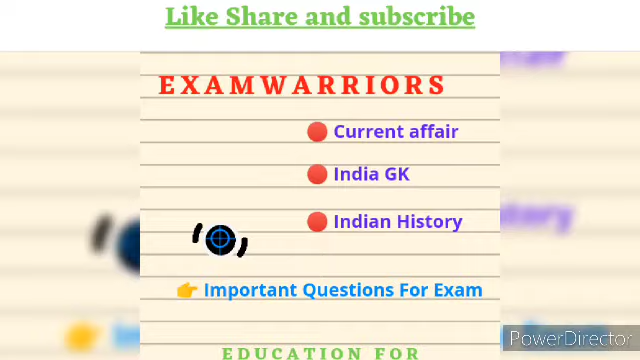 Like Share and subscribe
EXAMWARRIORS
🔴 Current affair
🔴 India GK
🔴 Indian History
👉 Important Questions For Exam
EDUCATION FOR
PowerDirector